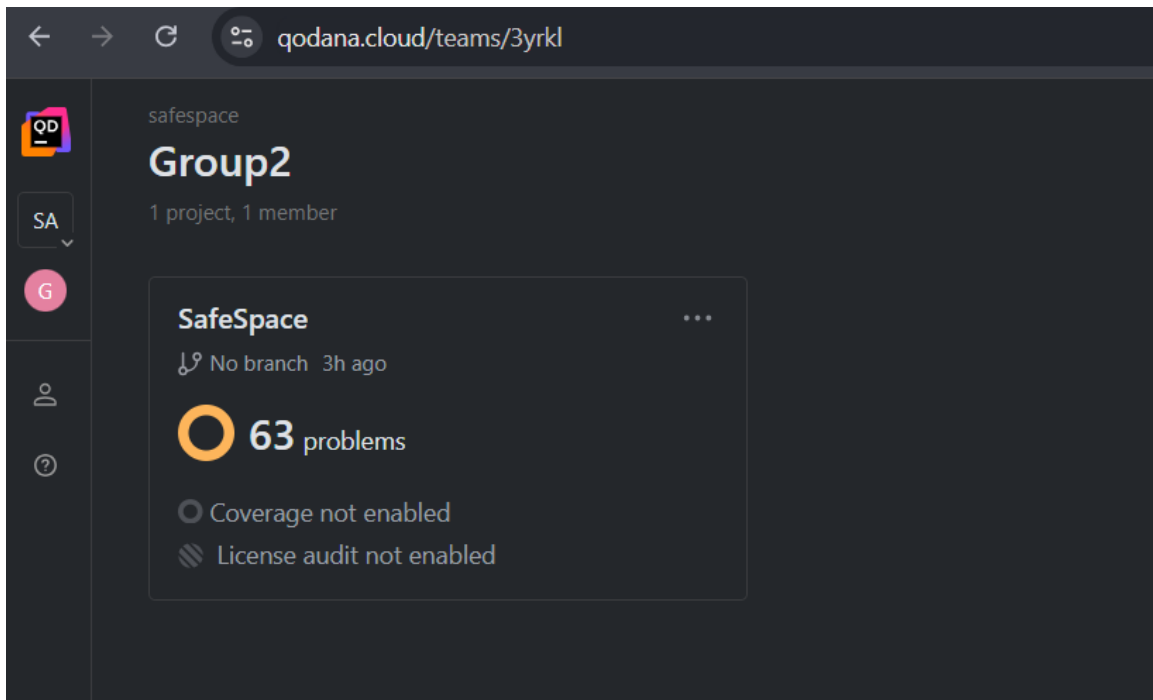 qodana.cloud/teams/3yrkl
QD
SA
G
safespace
Group2
1 project, 1 member
SafeSpace
No branch 3h ago
63 problems
Coverage not enabled
License audit not enabled